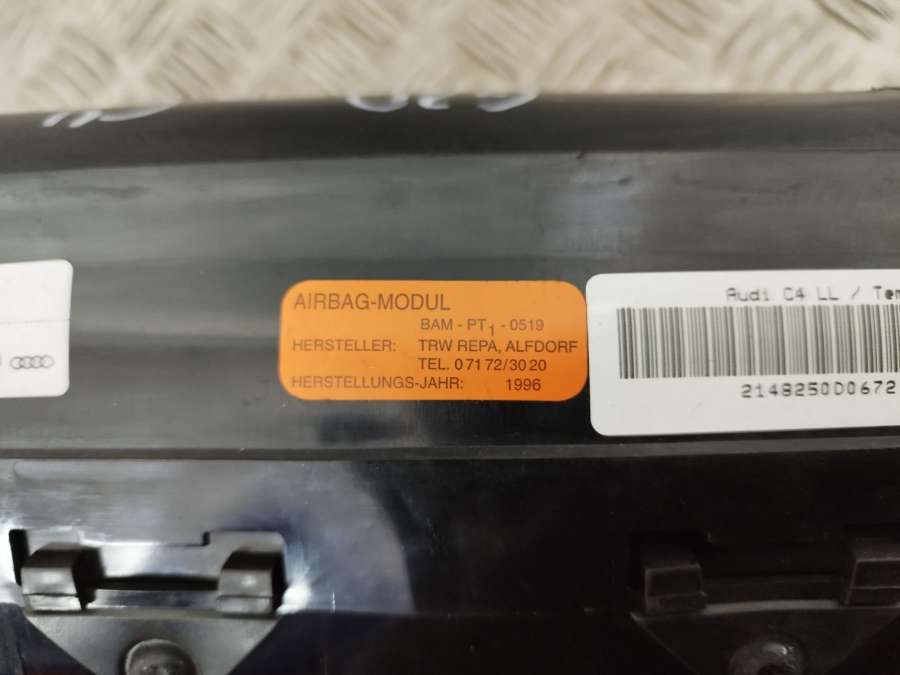 AIRBAG-MODUL
BAM - PT1 - 0519
HERSTELLER: TRW REPA, ALFDORF
TEL. 07172/3020
HERSTELLUNGS-JAHR: 1996
Audi C4 LL / Tem
2148250D0672